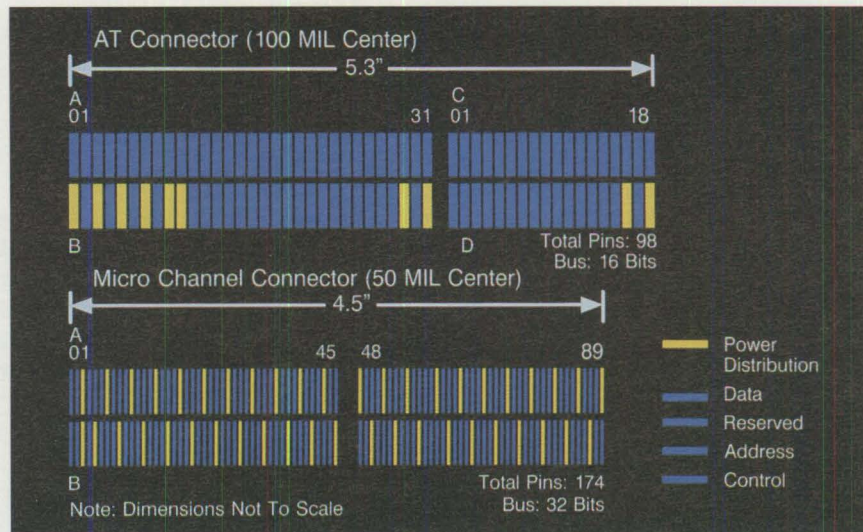 AT Connector (100 MIL Center)
5.3"
A
01
31
C
01
18
B
D
Total Pins: 98
Bus: 16 Bits
Micro Channel Connector (50 MIL Center)
4.5"
A
01
45
48
89
B
Total Pins: 174
Bus: 32 Bits
Note: Dimensions Not To Scale
Power
Distribution
Data
Reserved
Address
Control